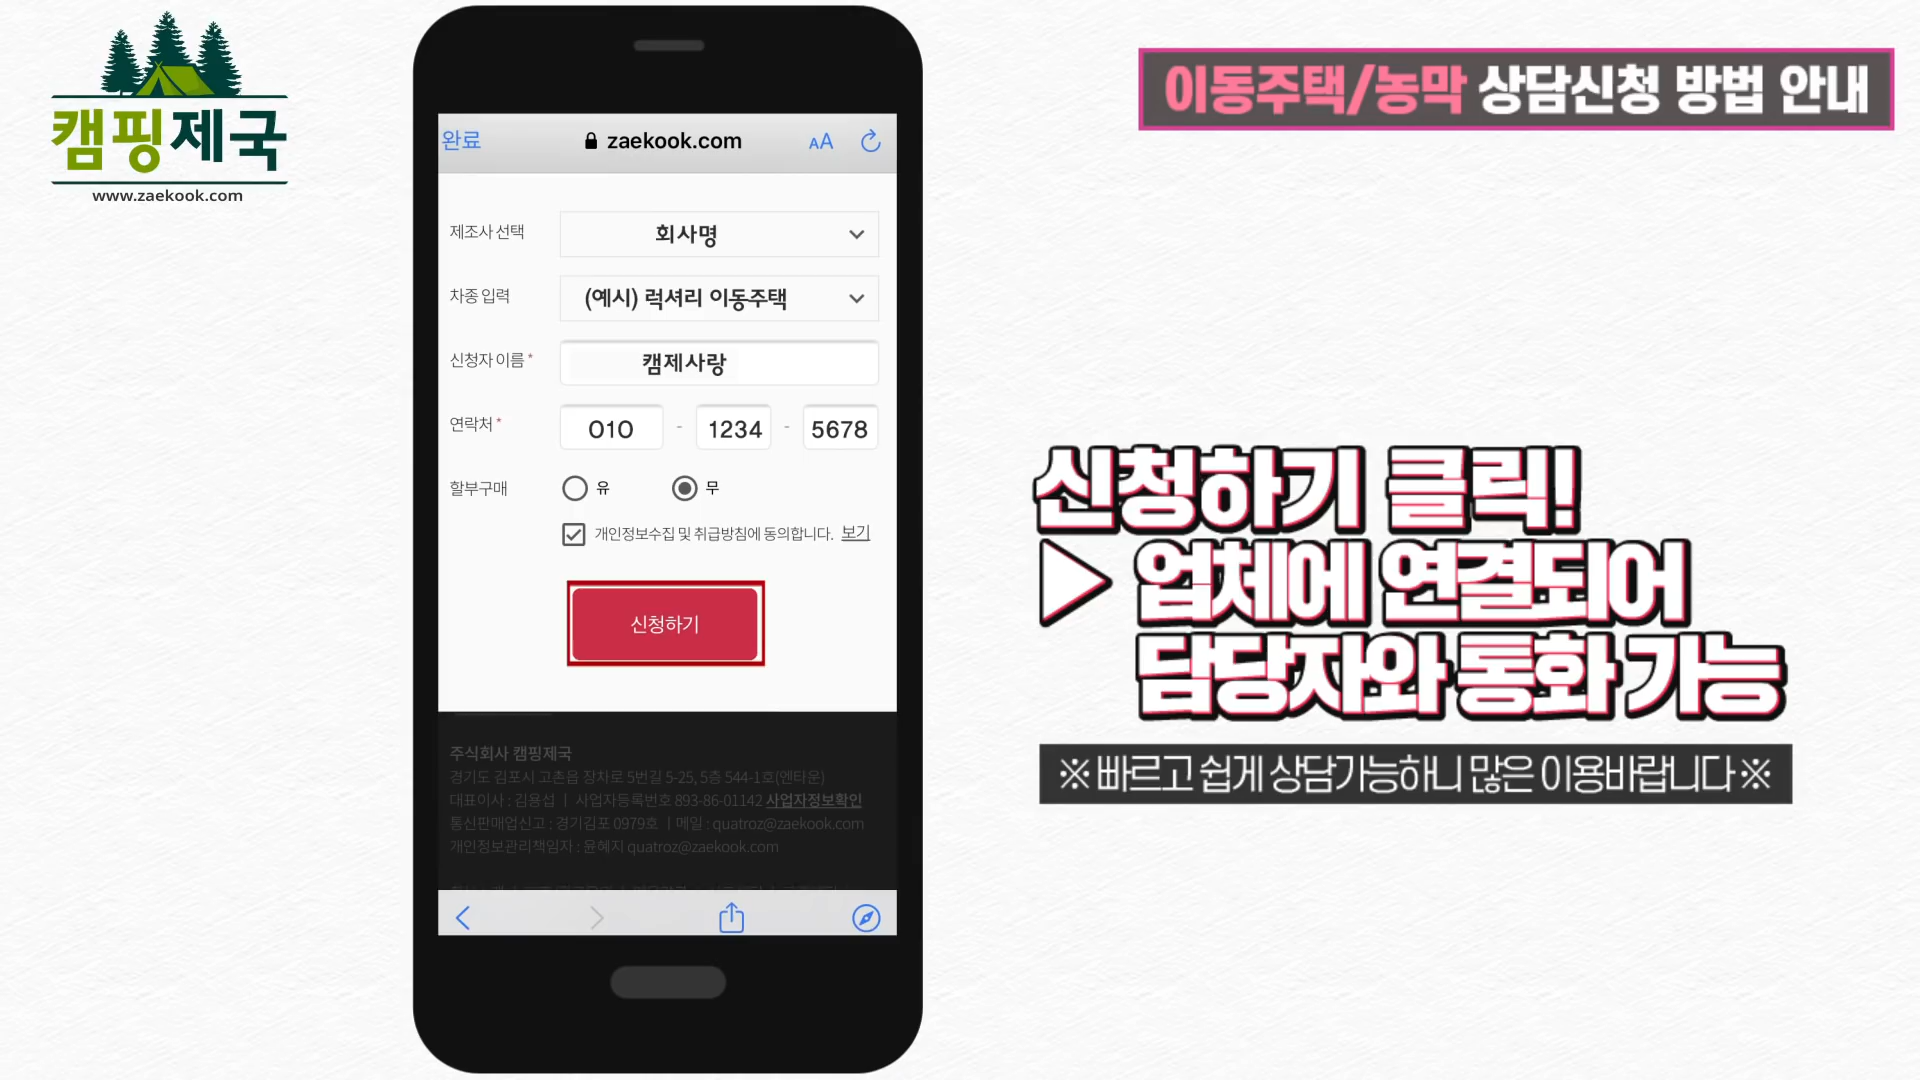 캠핑제국
www.zaekook.com
이동주택/농막 상담신청 방법 안내
완료 zaekook.com AA
제조사 선택 회사명
차종 입력 (예시) 럭셔리 이동주택
신청자 이름 * 캠제사랑
연락처 * 010 - 1234 - 5678
할부구매 유 무
개인정보수집 및 취급방침에 동의합니다. 보기
신청하기
주식회사 캠핑제국
경기도 김포시 고촌읍 장차로 5번길 5-25, 5층 544-1호(엔타운)
대표이사 : 김용섭 ㅣ 사업자등록번호 893-86-01142 사업자정보확인
통신판매업신고 : 경기김포 0979호 ㅣ메일 : quatroz@zaekook.com
개인정보관리책임자 : 윤혜지 quatroz@zaekook.com
신청하기 클릭!
▶ 업체에 연결되어
담당자와 통화 가능
※ 빠르고 쉽게 상담가능하니 많은 이용바랍니다 ※